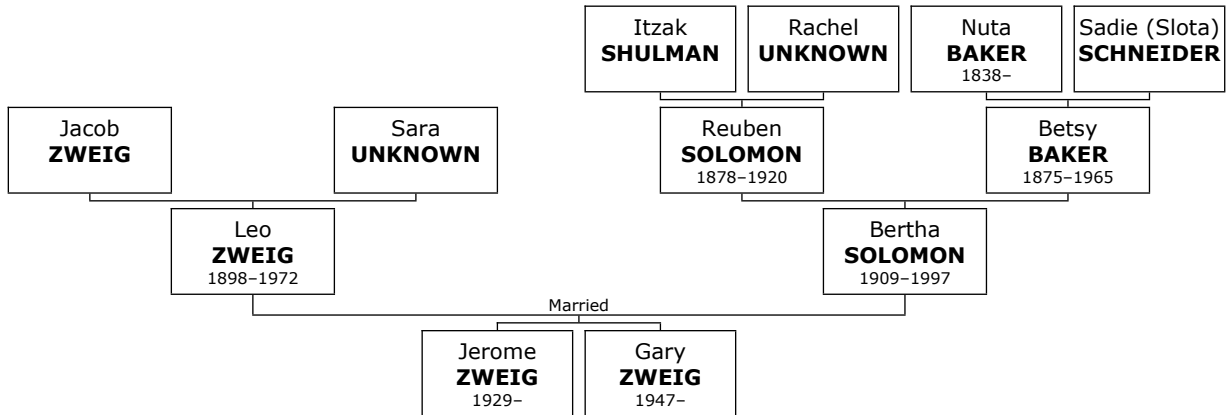 Itzak
SHULMAN
Rachel
UNKNOWN
Nuta
BAKER
1838–
Sadie (Slota)
SCHNEIDER
Jacob
ZWEIG
Sara
UNKNOWN
Reuben
SOLOMON
1878–1920
Betsy
BAKER
1875–1965
Leo
ZWEIG
1898–1972
Bertha
SOLOMON
1909–1997
Married
Jerome
ZWEIG
1929–
Gary
ZWEIG
1947–